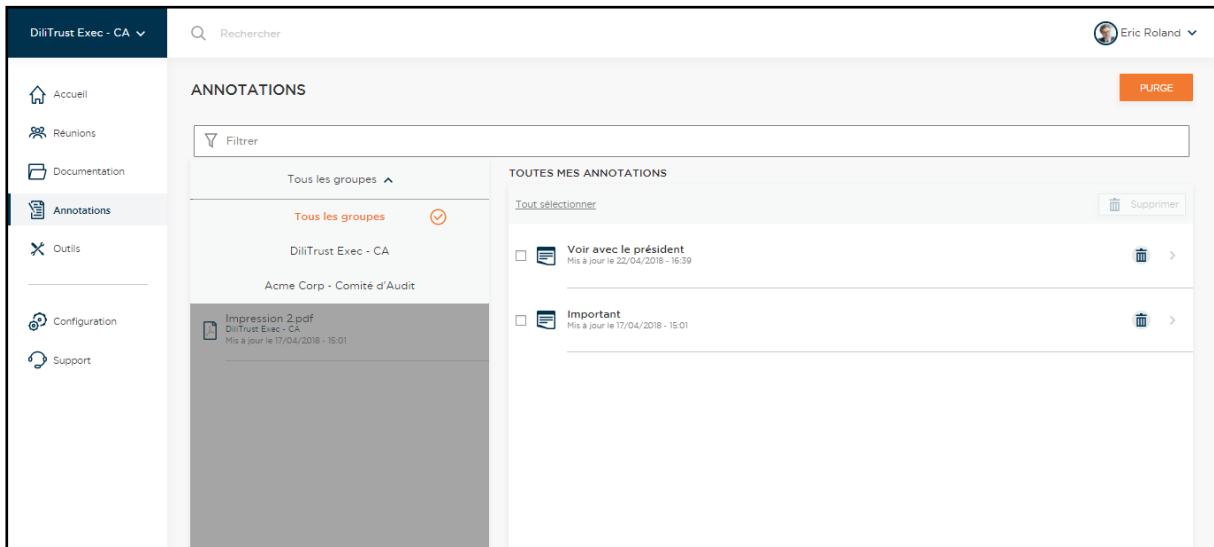 DiliTrust Exec - CA
Rechercher
Eric Roland
Accueil
Réunions
Documentation
Annotations
Outils
Configuration
Support
ANNOTATIONS
PURGE
Filtrer
Tous les groupes
Tous les groupes
DiliTrust Exec - CA
Acme Corp - Comité d'Audit
Impression 2.pdf
DiliTrust Exec - CA
Mis à jour le 17/04/2018 - 15:01
TOUTES MES ANNOTATIONS
Tout sélectionner
Supprimer
Voir avec le président
Mis à jour le 22/04/2018 - 16:39
Important
Mis à jour le 17/04/2018 - 15:01